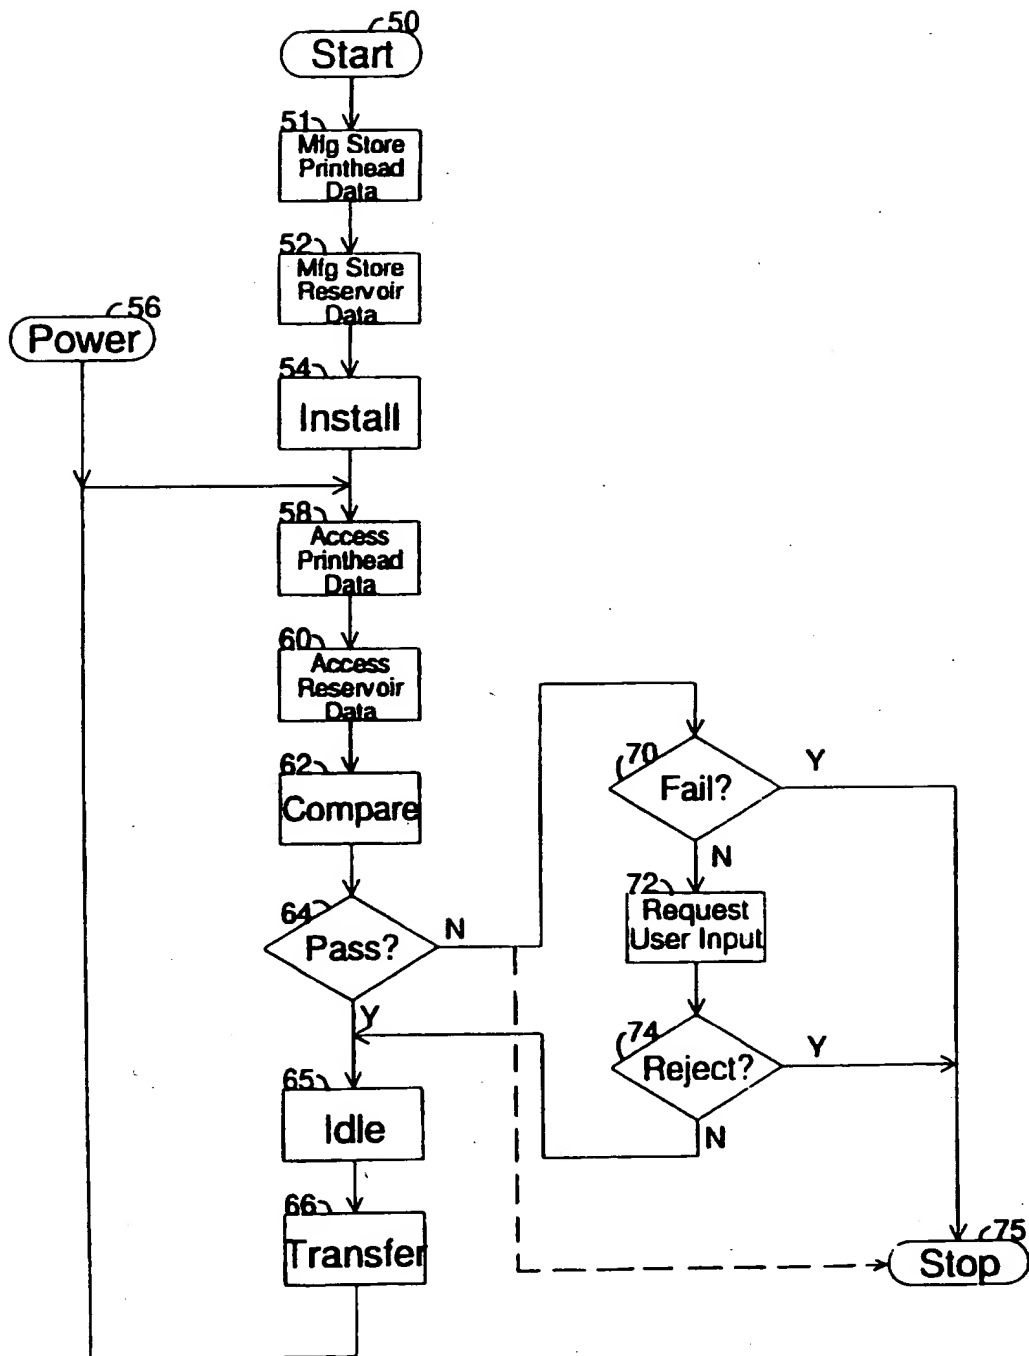 50
Start
51
Mfg Store
Printhead
Data
52
Mfg Store
Reservoir
Data
56
Power
54
Install
58
Access
Printhead
Data
60
Access
Reservoir
Data
62
Compare
64
Pass?
N
Y
70
Fail?
Y
N
72
Request
User Input
74
Reject?
Y
N
65
Idle
66
Transfer
75
Stop